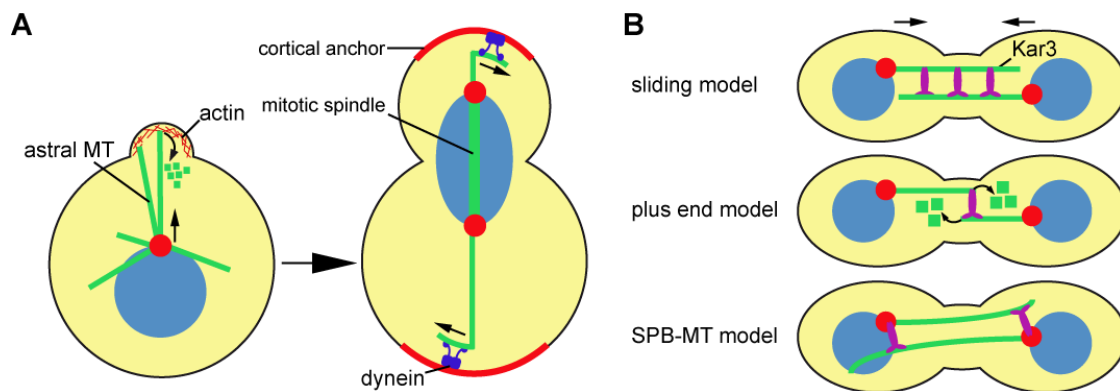 A
cortical anchor
mitotic spindle
actin
astral MT
dynein
B
Kar3
sliding model
plus end model
SPB-MT model